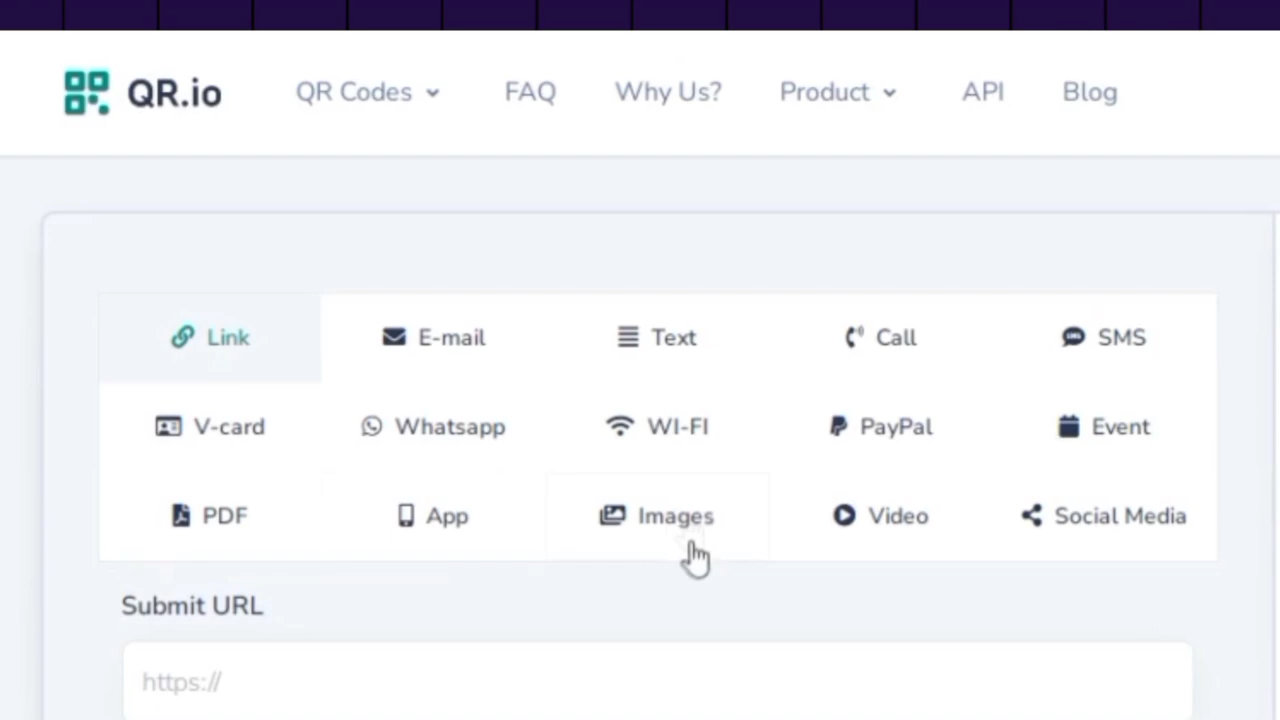 QR.io QR Codes FAQ Why Us? Product API Blog
Link E-mail Text Call SMS
V-card Whatsapp WI-FI PayPal Event
PDF App Images Video Social Media
Submit URL
https://